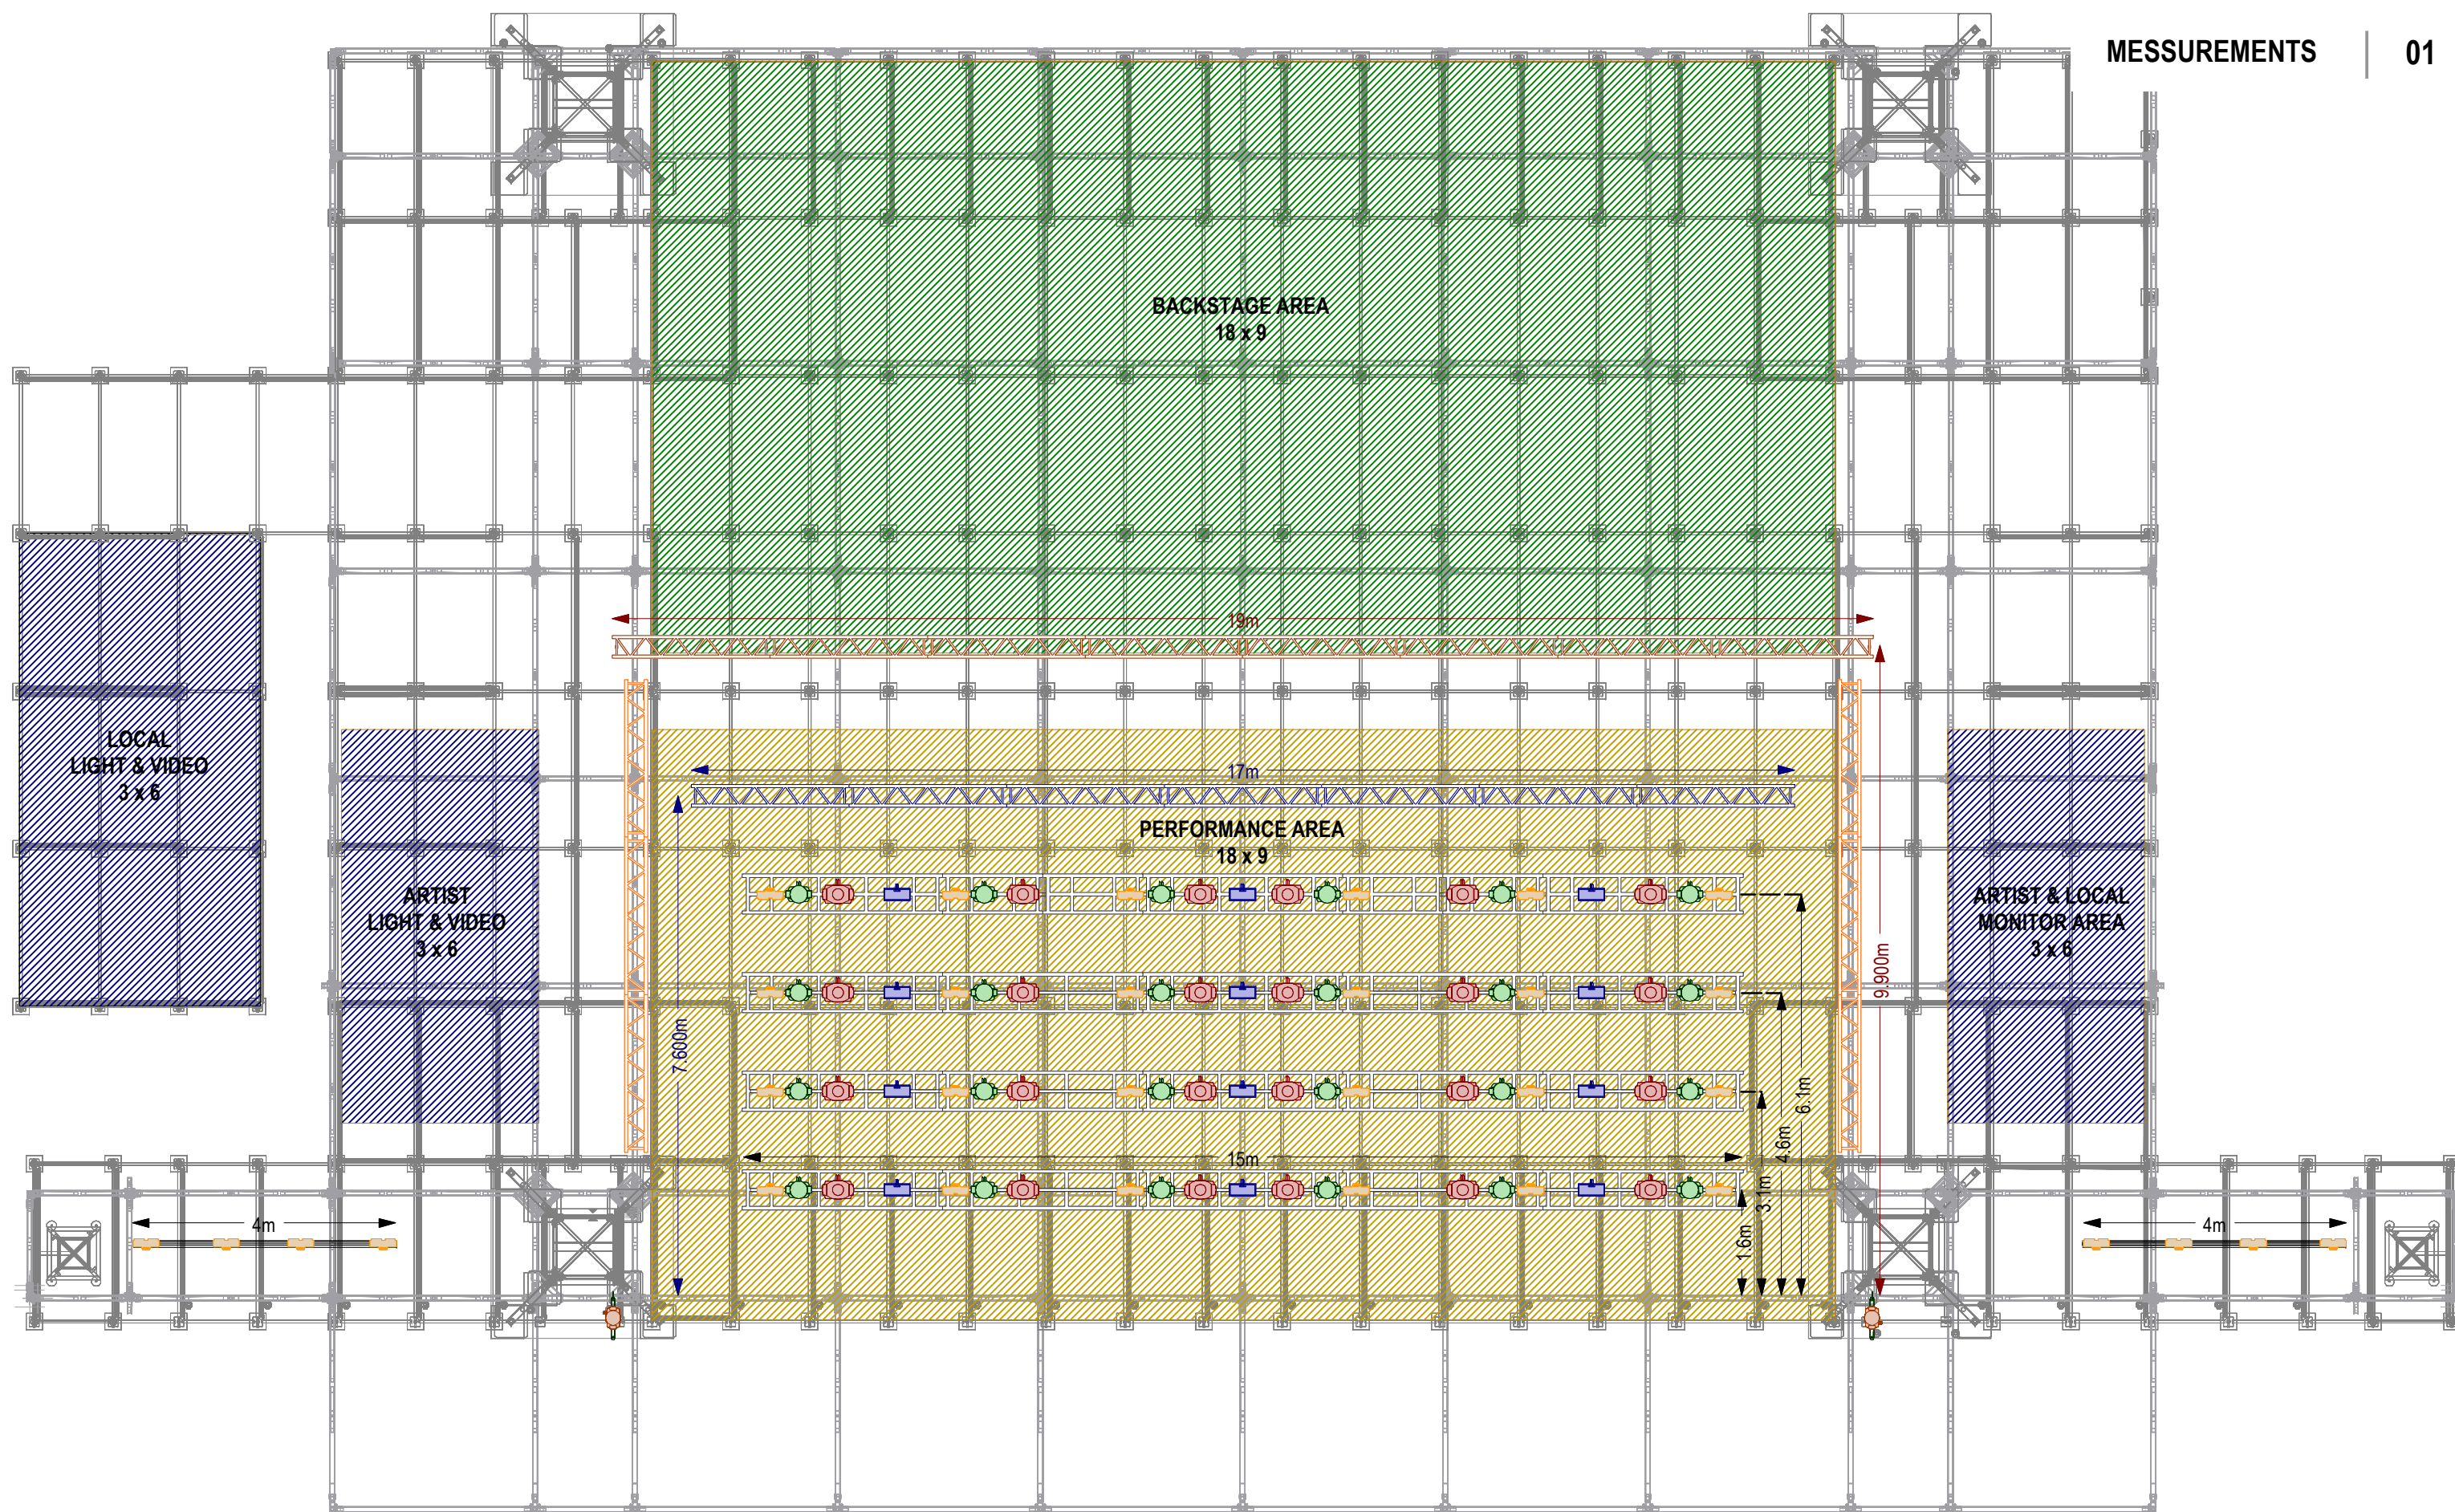 MESSUREMENTS
01
BACKSTAGE AREA
18 x 9
19m
LOCAL
LIGHT & VIDEO
3 x 6
17m
PERFORMANCE AREA
18 x 9
ARTIST
LIGHT & VIDEO
3 x 6
ARTIST & LOCAL
MONITOR AREA
3 x 6
9.900m
7.600m
6.1m
4.6m
3.1m
1.6m
15m
4m
4m